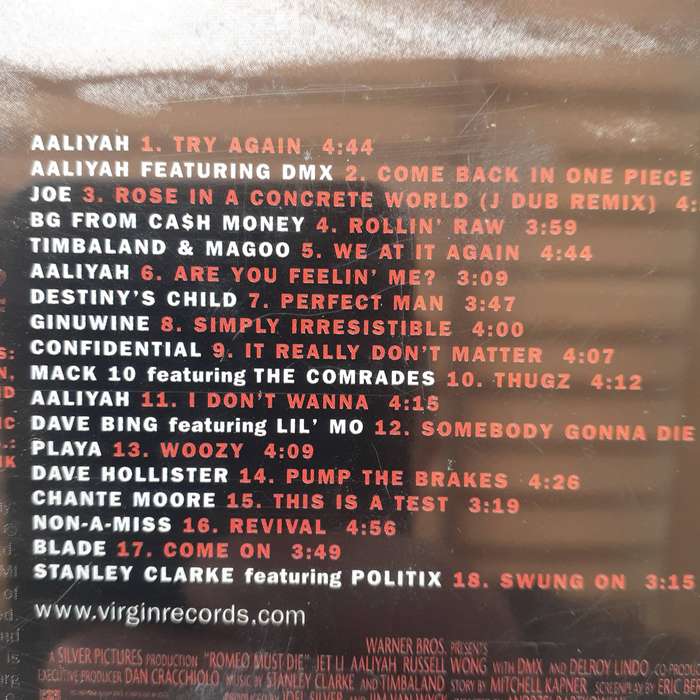 AALIYAH 1. TRY AGAIN 4:44
AALIYAH FEATURING DMX 2. COME BACK IN ONE PIECE
JOE 3. ROSE IN A CONCRETE WORLD (J DUB REMIX) 4:
BG FROM CA$H MONEY 4. ROLLIN' RAW 3:59
TIMBALAND & MAGOO 5. WE AT IT AGAIN 4:44
AALIYAH 6. ARE YOU FEELIN' ME? 3:09
DESTINY'S CHILD 7. PERFECT MAN 3:47
GINUWINE 8. SIMPLY IRRESISTIBLE 4:00
CONFIDENTIAL 9. IT REALLY DON'T MATTER 4:07
MACK 10 featuring THE COMRADES 10. THUGZ 4:12
AALIYAH 11. I DON'T WANNA 4:15
DAVE BING featuring LIL' MO 12. SOMEBODY GONNA DIE
PLAYA 13. WOOZY 4:09
DAVE HOLLISTER 14. PUMP THE BRAKES 4:26
CHANTE MOORE 15. THIS IS A TEST 3:19
NON-A-MISS 16. REVIVAL 4:56
BLADE 17. COME ON 3:49
STANLEY CLARKE featuring POLITIX 18. SWUNG ON 3:15
www.virginrecords.com
WARNER BROS. PRESENTS
A SILVER PICTURES PRODUCTION "ROMEO MUST DIE" JET LI AALIYAH RUSSELL WONG WITH DMX AND DELROY LINDO CO-PRODUC
EXECUTIVE PRODUCER DAN CRACCHIOLO MUSIC BY STANLEY CLARKE AND TIMBALAND STORY BY MITCHELL KAPNER SCREENPLAY BY ERIC BE
JOEL SILVER